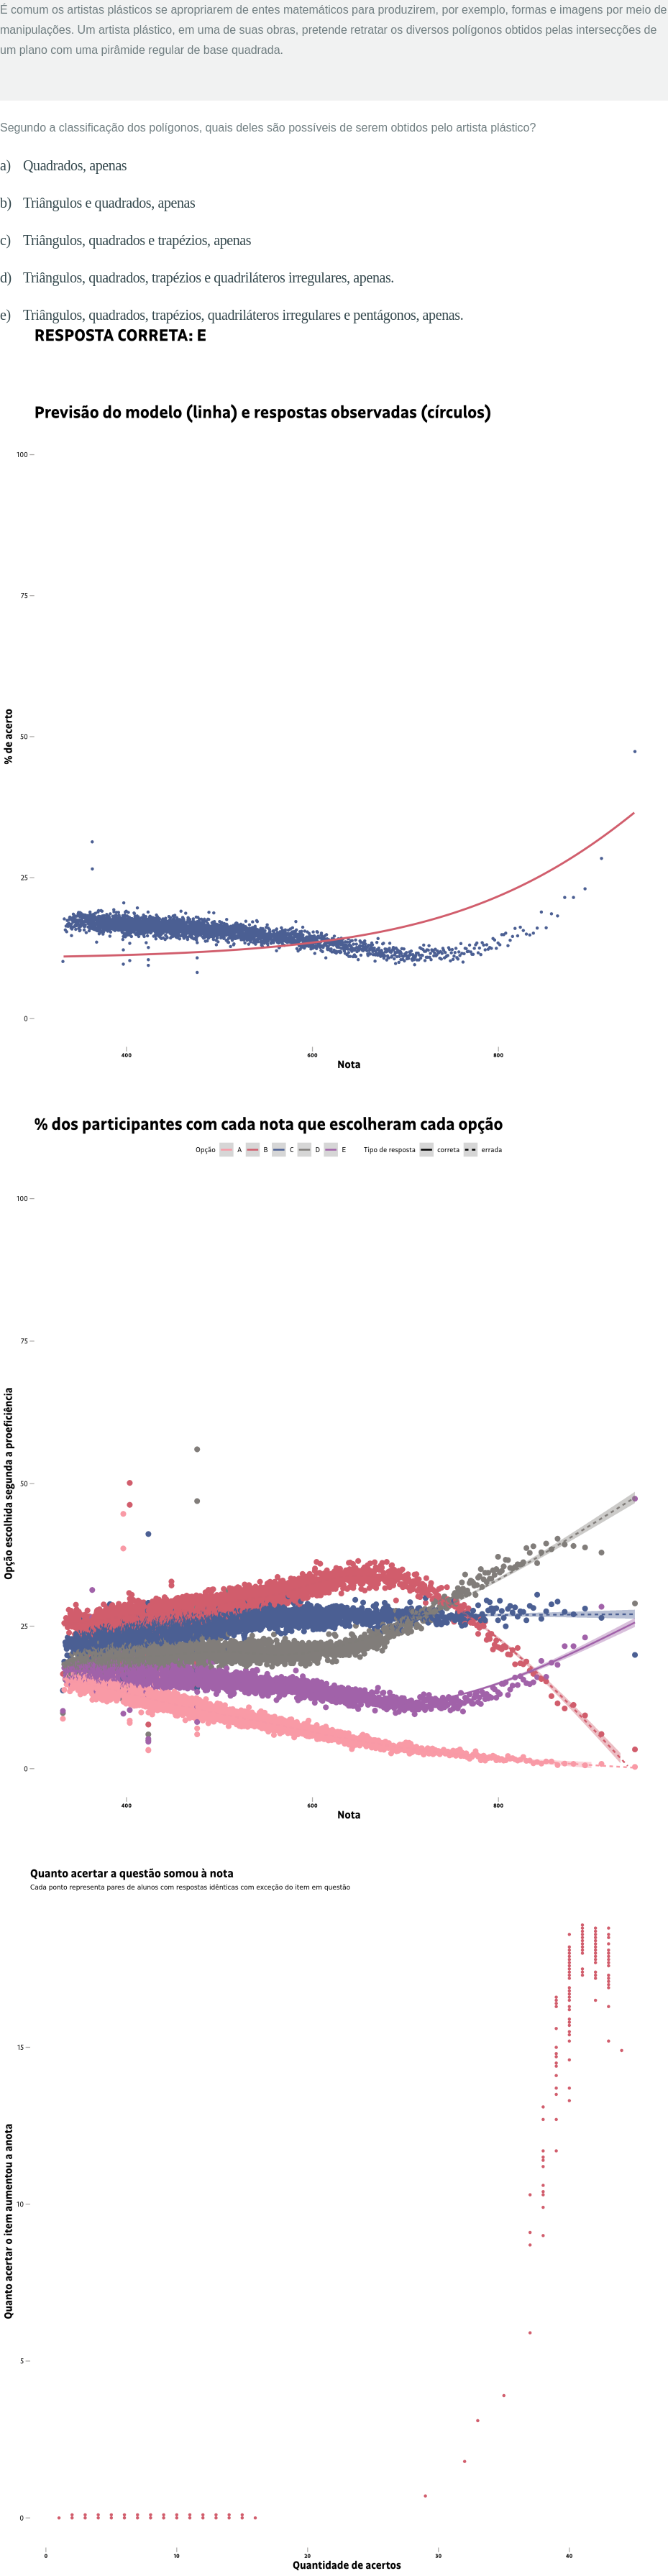 É comum os artistas plásticos se apropriarem de entes matemáticos para produzirem, por exemplo, formas e imagens por meio de
manipulações. Um artista plástico, em uma de suas obras, pretende retratar os diversos polígonos obtidos pelas intersecções de
um plano com uma pirâmide regular de base quadrada.
Segundo a classificação dos polígonos, quais deles são possíveis de serem obtidos pelo artista plástico?
a) Quadrados, apenas
b) Triângulos e quadrados, apenas
c) Triângulos, quadrados e trapézios, apenas
d) Triângulos, quadrados, trapézios e quadriláteros irregulares, apenas.
e) Triângulos, quadrados, trapézios, quadriláteros irregulares e pentágonos, apenas.
RESPOSTA CORRETA: E
Previsão do modelo (linha) e respostas observadas (círculos)
100
75
50
25
0
% de acerto
400 600 800
Nota
% dos participantes com cada nota que escolheram cada opção
Opção A B C D E Tipo de resposta correta errada
100
75
50
25
0
Opção escolhida segunda a proeficiência
400 600 800
Nota
Quanto acertar a questão somou à nota
Cada ponto representa pares de alunos com respostas idênticas com exceção do item em questão
15
10
5
0
Quanto acertar o item aumentou a anota
0 10 20 30 40
Quantidade de acertos